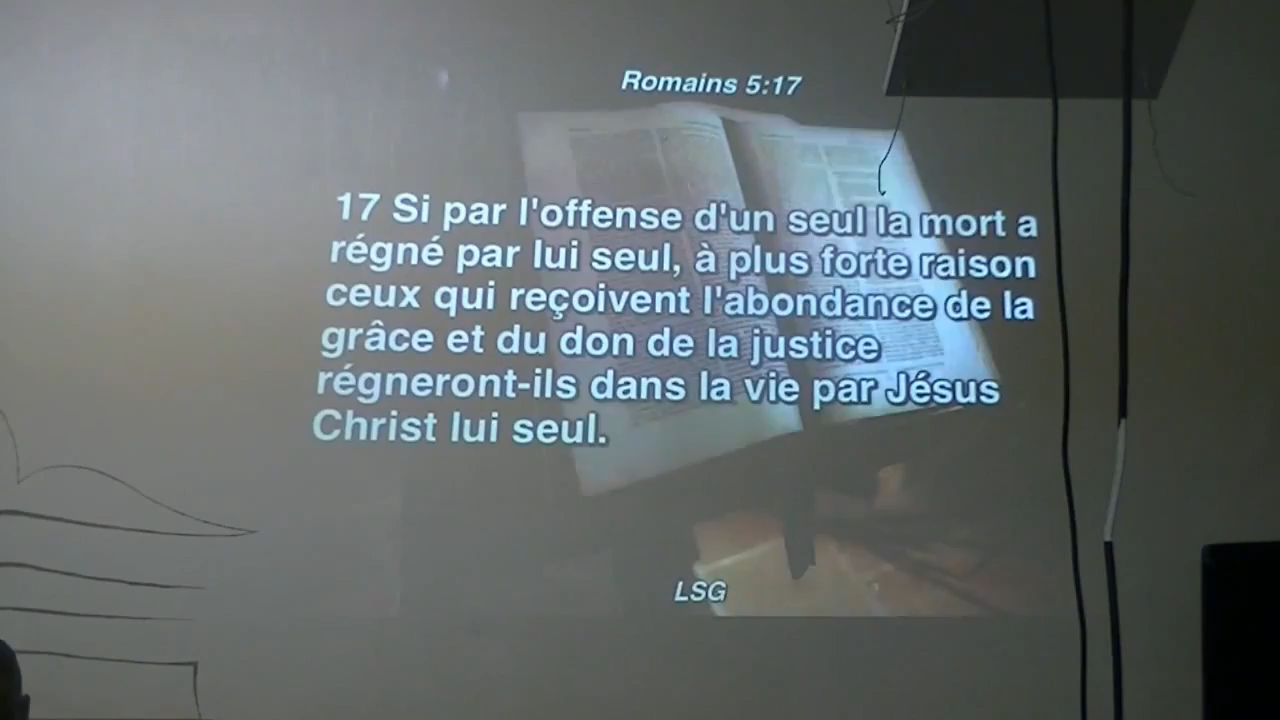 Romains 5:17
17 Si par l'offense d'un seul la mort a
régné par lui seul, à plus forte raison
ceux qui reçoivent l'abondance de la
grâce et du don de la justice
régneront-ils dans la vie par Jésus
Christ lui seul.
LSG